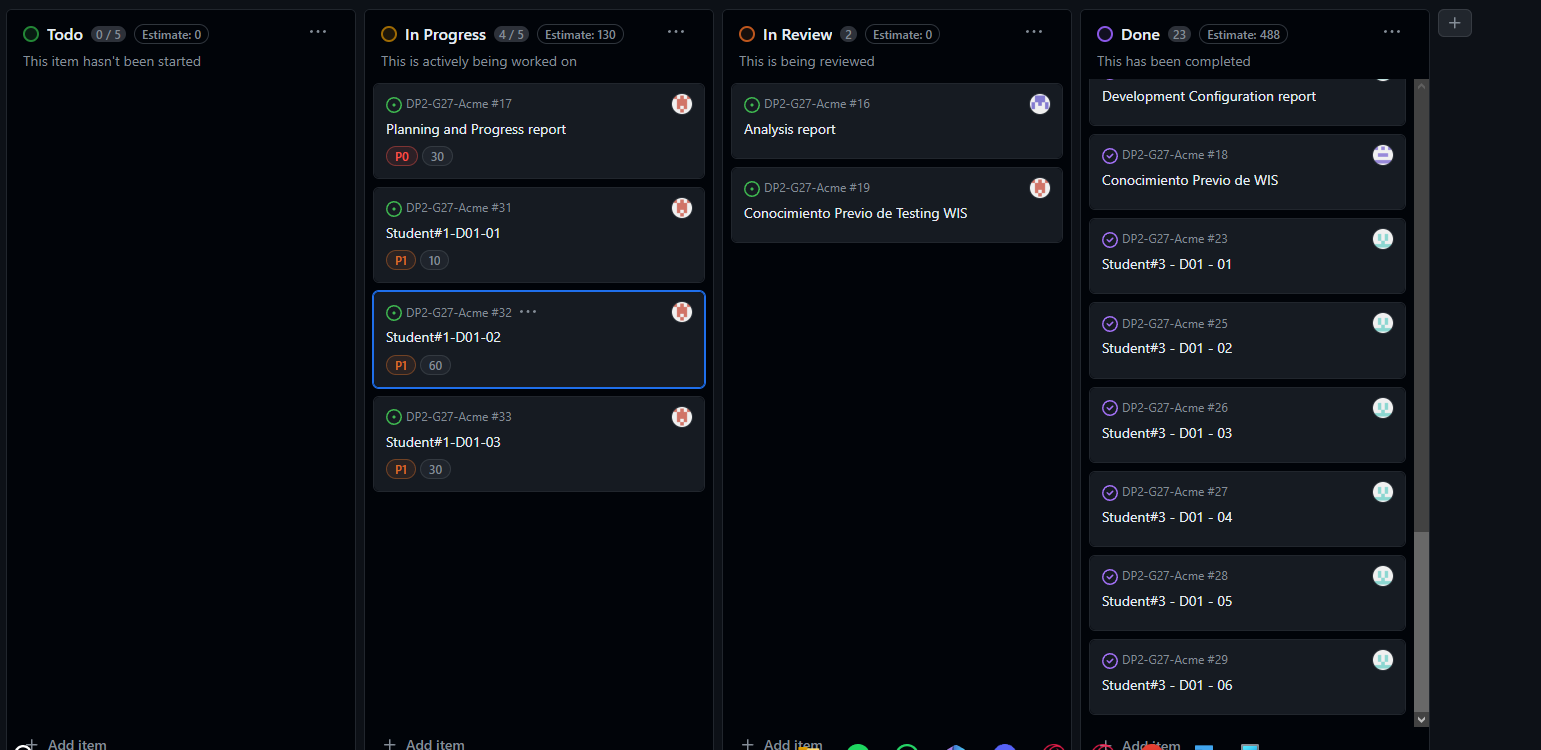 Todo 0 / 5 Estimate: 0
This item hasn't been started
Add item
In Progress 4 / 5 Estimate: 130
This is actively being worked on
DP2-G27-Acme #17
Planning and Progress report
P0 30
DP2-G27-Acme #31
Student#1-D01-01
P1 10
DP2-G27-Acme #32
Student#1-D01-02
P1 60
DP2-G27-Acme #33
Student#1-D01-03
P1 30
Add item
In Review 2 Estimate: 0
This is being reviewed
DP2-G27-Acme #16
Analysis report
DP2-G27-Acme #19
Conocimiento Previo de Testing WIS
Add item
Done 23 Estimate: 488
This has been completed
Development Configuration report
DP2-G27-Acme #18
Conocimiento Previo de WIS
DP2-G27-Acme #23
Student#3 - D01 - 01
DP2-G27-Acme #25
Student#3 - D01 - 02
DP2-G27-Acme #26
Student#3 - D01 - 03
DP2-G27-Acme #27
Student#3 - D01 - 04
DP2-G27-Acme #28
Student#3 - D01 - 05
DP2-G27-Acme #29
Student#3 - D01 - 06
Add item